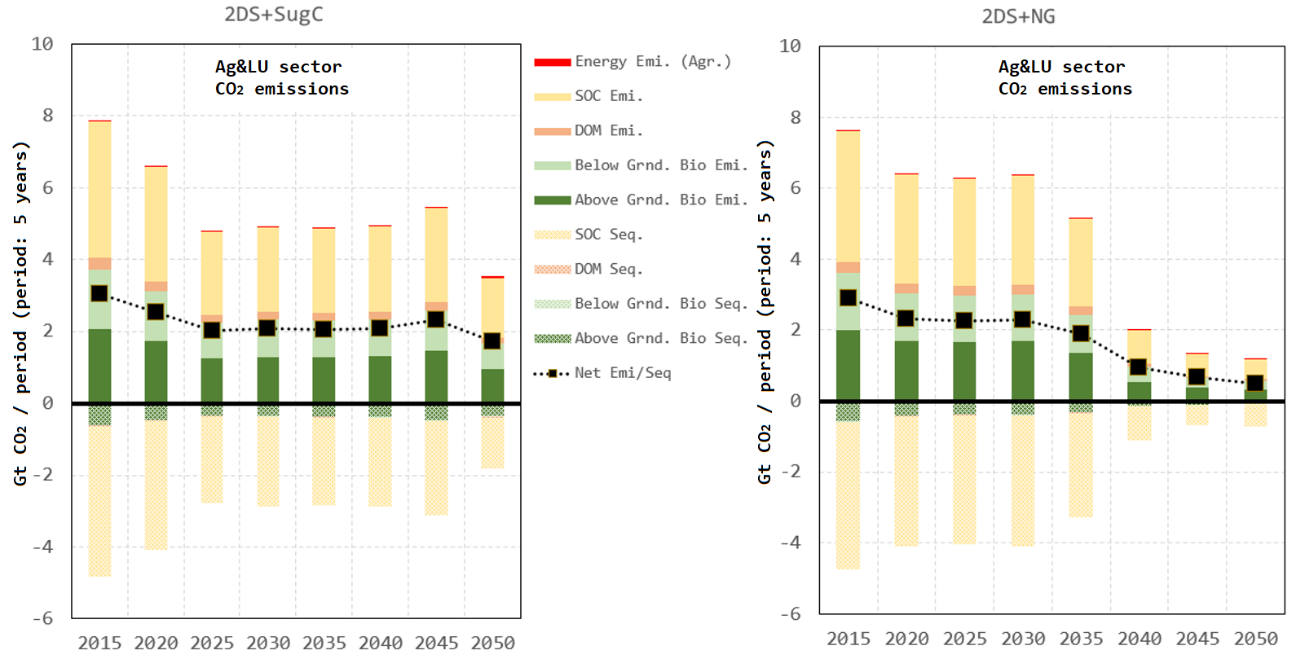 2DS+SugC
Ag&LU sector
CO₂ emissions
Gt CO₂ / period (period: 5 years)
10
8
6
4
2
0
-2
-4
-6
2015 2020 2025 2030 2035 2040 2045 2050
Energy Emi. (Agr.)
SOC Emi.
DOM Emi.
Below Grnd. Bio Emi.
Above Grnd. Bio Emi.
SOC Seq.
DOM Seq.
Below Grnd. Bio Seq.
Above Grnd. Bio Seq.
Net Emi/Seq
2DS+NG
Ag&LU sector
CO₂ emissions
Gt CO₂ / period (period: 5 years)
10
8
6
4
2
0
-2
-4
-6
2015 2020 2025 2030 2035 2040 2045 2050